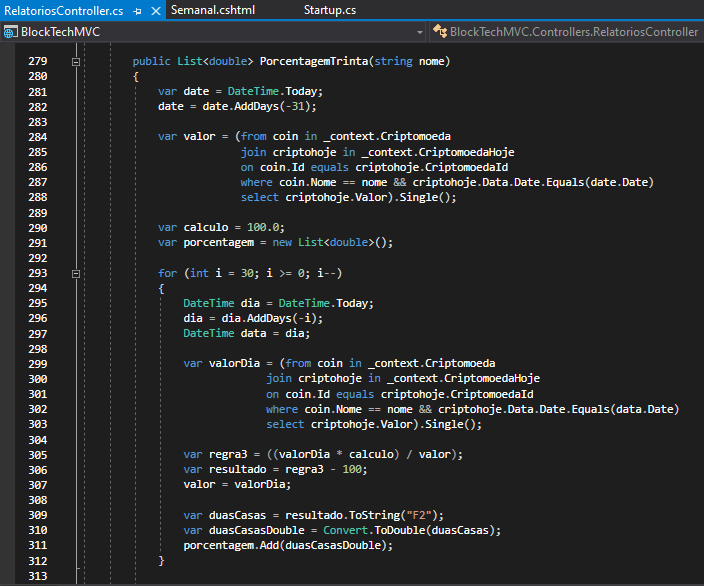 RelatoriosController.cs Semanal.cshtml Startup.cs
BlockTechMVC BlockTechMVC.Controllers.RelatoriosController
279 public List<double> PorcentagemTrinta(string nome)
280 {
281 var date = DateTime.Today;
282 date = date.AddDays(-31);
283
284 var valor = (from coin in _context.Criptomoeda
285 join criptohoje in _context.CriptomoedaHoje
286 on coin.Id equals criptohoje.CriptomoedaId
287 where coin.Nome == nome && criptohoje.Data.Date.Equals(date.Date)
288 select criptohoje.Valor).Single();
289
290 var calculo = 100.0;
291 var porcentagem = new List<double>();
292
293 for (int i = 30; i >= 0; i--)
294 {
295 DateTime dia = DateTime.Today;
296 dia = dia.AddDays(-i);
297 DateTime data = dia;
298
299 var valorDia = (from coin in _context.Criptomoeda
300 join criptohoje in _context.CriptomoedaHoje
301 on coin.Id equals criptohoje.CriptomoedaId
302 where coin.Nome == nome && criptohoje.Data.Date.Equals(data.Date)
303 select criptohoje.Valor).Single();
304
305 var regra3 = ((valorDia * calculo) / valor);
306 var resultado = regra3 - 100;
307 valor = valorDia;
308
309 var duasCasas = resultado.ToString("F2");
310 var duasCasasDouble = Convert.ToDouble(duasCasas);
311 porcentagem.Add(duasCasasDouble);
312 }
313